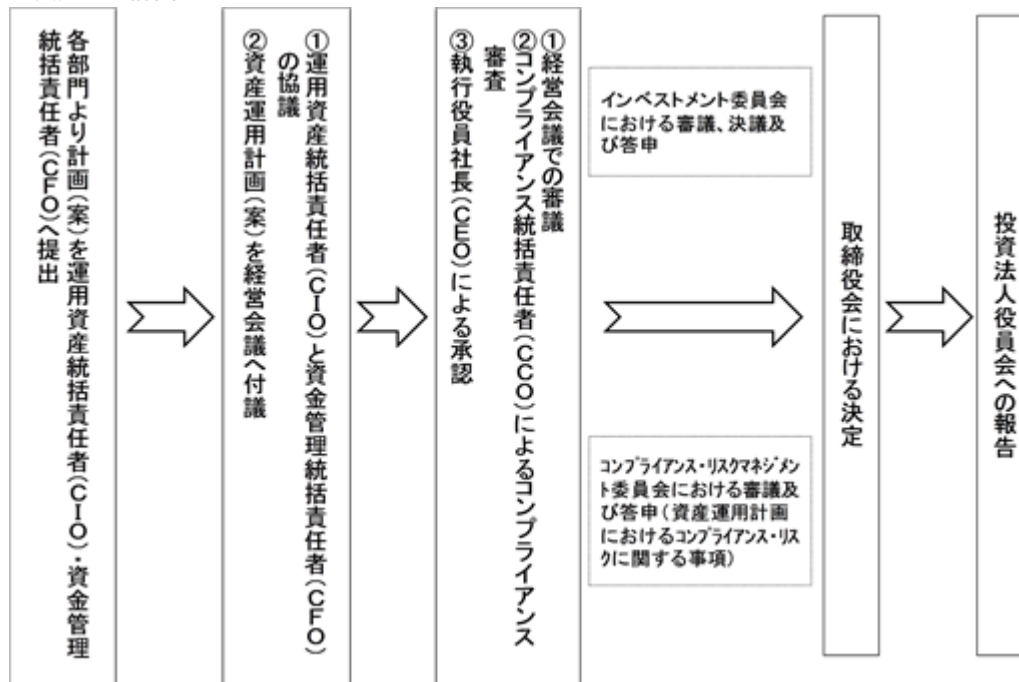 各部門より計画(案)を運用資産統括責任者(CIO)・資金管理
統括責任者(CFO)へ提出
①運用資産統括責任者(CIO)と資金管理統括責任者(CFO)
の協議
②資産運用計画(案)を経営会議へ付議
①経営会議での審議
②コンプライアンス統括責任者(CCO)によるコンプライアンス
審査
③執行役員社長(CEO)による承認
インベストメント委員会
における審議、決議及
び答申
コンプライアンス・リスクマネジメン
ト委員会における審議及
び答申(資産運用計画
におけるコンプライアンス・リス
クに関する事項)
取締役会における決定
投資法人役員会への報告